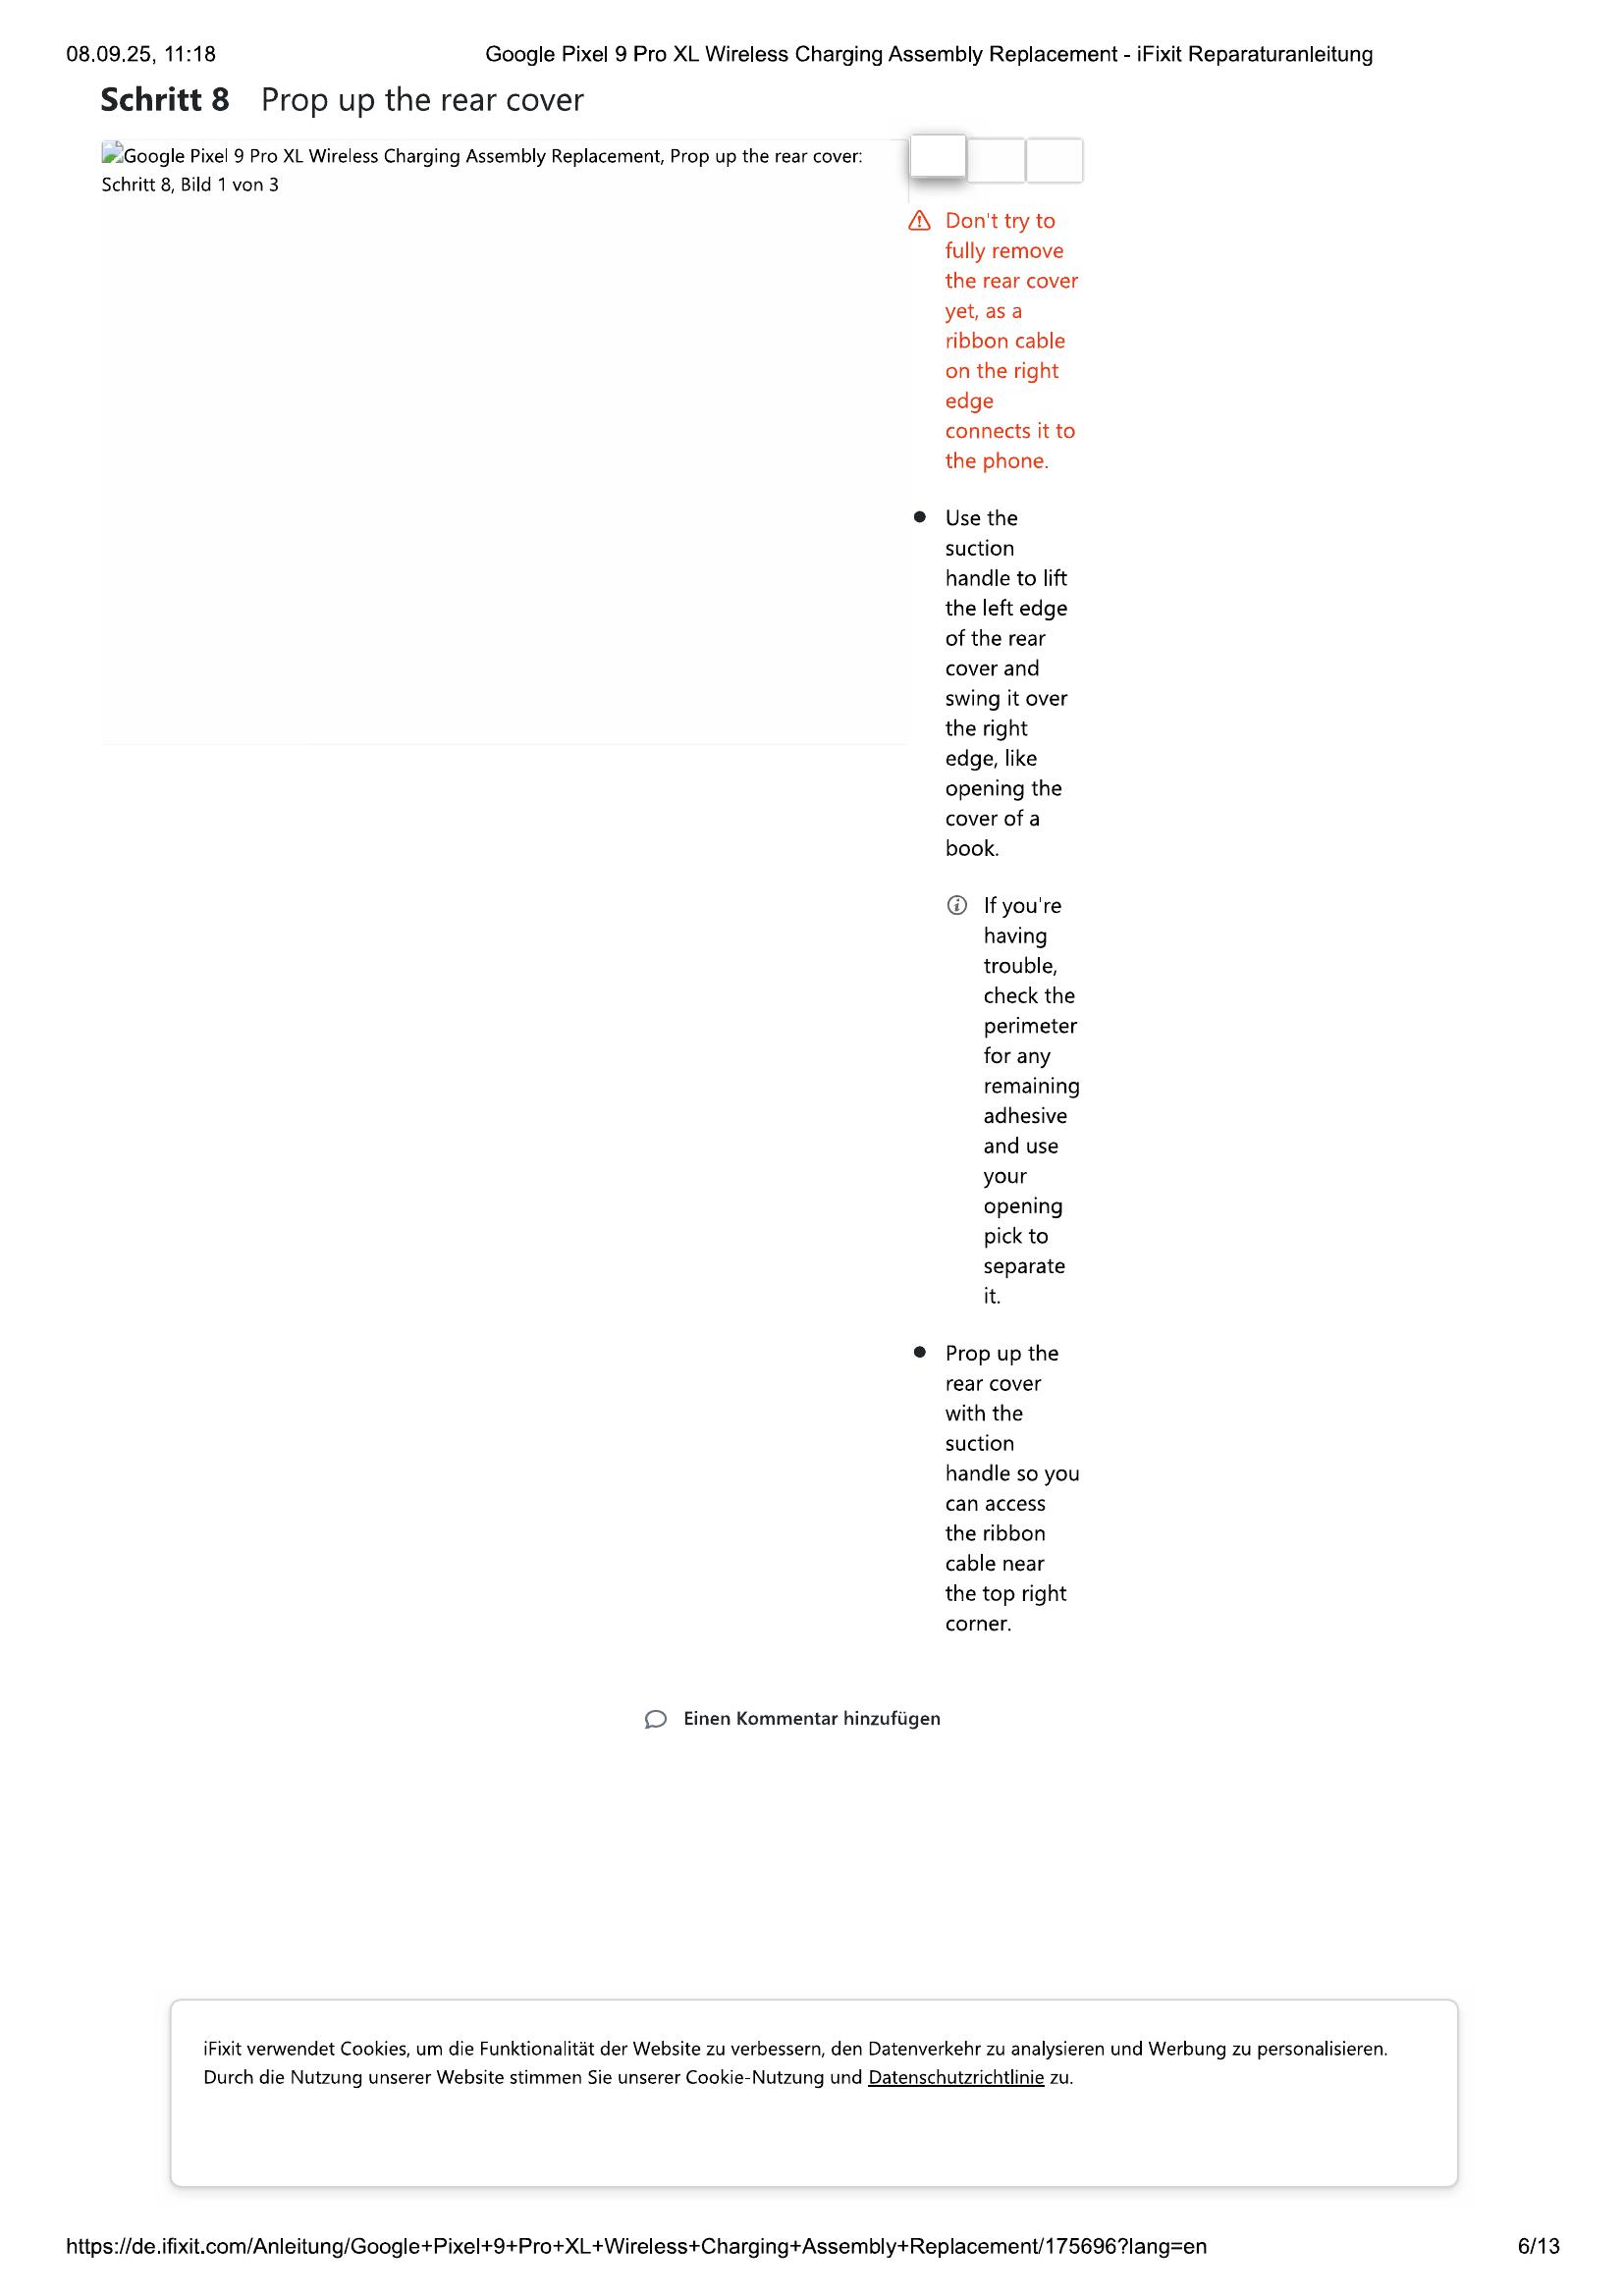 08.09.25, 11:18
Google Pixel 9 Pro XL Wireless Charging Assembly Replacement - iFixit Reparaturanleitung
Schritt 8 Prop up the rear cover
Google Pixel 9 Pro XL Wireless Charging Assembly Replacement, Prop up the rear cover:
Schritt 8, Bild 1 von 3
Don't try to
fully remove
the rear cover
yet, as a
ribbon cable
on the right
edge
connects it to
the phone.
Use the
suction
handle to lift
the left edge
of the rear
cover and
swing it over
the right
edge, like
opening the
cover of a
book.
If you're
having
trouble,
check the
perimeter
for any
remaining
adhesive
and use
your
opening
pick to
separate
it.
Prop up the
rear cover
with the
suction
handle so you
can access
the ribbon
cable near
the top right
corner.
Einen Kommentar hinzufügen
iFixit verwendet Cookies, um die Funktionalität der Website zu verbessern, den Datenverkehr zu analysieren und Werbung zu personalisieren.
Durch die Nutzung unserer Website stimmen Sie unserer Cookie-Nutzung und Datenschutzrichtlinie zu.
https://de.ifixit.com/Anleitung/Google+Pixel+9+Pro+XL+Wireless+Charging+Assembly+Replacement/175696?lang=en
6/13